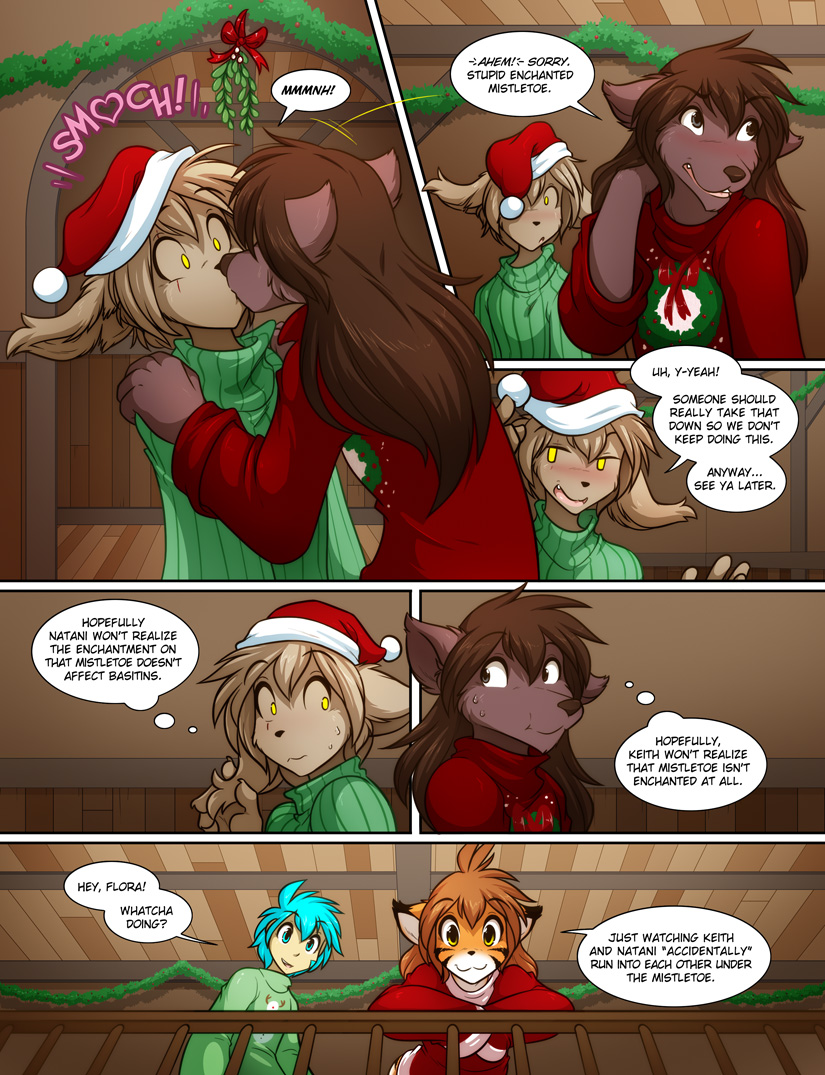 SMOCH!
MMMNH!
-AHEM!- SORRY.
STUPID ENCHANTED
MISTLETOE.
UH, Y-YEAH!
SOMEONE SHOULD
REALLY TAKE THAT
DOWN SO WE DON'T
KEEP DOING THIS.
ANYWAY...
SEE YA LATER.
HOPEFULLY
NATANI WON'T REALIZE
THE ENCHANTMENT ON
THAT MISTLETOE DOESN'T
AFFECT BASITINS.
HOPEFULLY,
KEITH WON'T REALIZE
THAT MISTLETOE ISN'T
ENCHANTED AT ALL.
HEY, FLORA!
WHATCHA
DOING?
JUST WATCHING KEITH
AND NATANI "ACCIDENTALLY"
RUN INTO EACH OTHER UNDER
THE MISTLETOE.